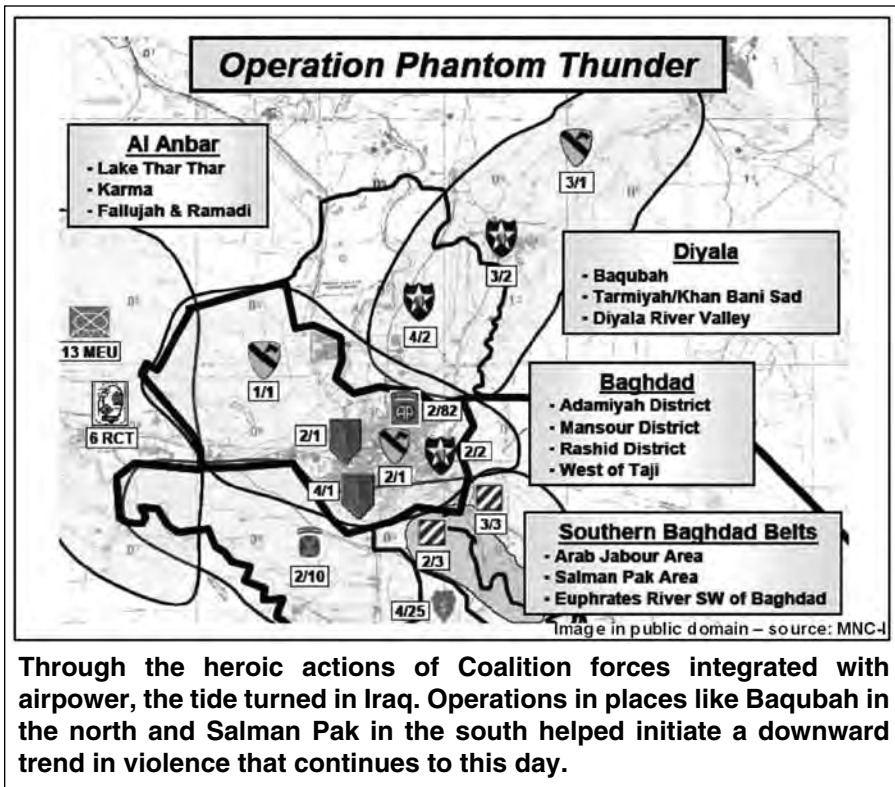 Operation Phantom Thunder
Al Anbar
- Lake Thar Thar
- Karma
- Fallujah & Ramadi
3/1
3/2
Diyala
- Baqubah
- Tarmiyah/Khan Bani Sad
- Diyala River Valley
4/2
13 MEU
1/1
6 RCT
2/82
Baghdad
- Adamiyah District
- Mansour District
- Rashid District
- West of Taji
2/1
2/1
2/2
4/1
3/3
2/3
2/10
4/25
Southern Baghdad Belts
- Arab Jabour Area
- Salman Pak Area
- Euphrates River SW of Baghdad
Image in public domain – source: MNC-I
Through the heroic actions of Coalition forces integrated with
airpower, the tide turned in Iraq. Operations in places like Baqubah in
the north and Salman Pak in the south helped initiate a downward
trend in violence that continues to this day.